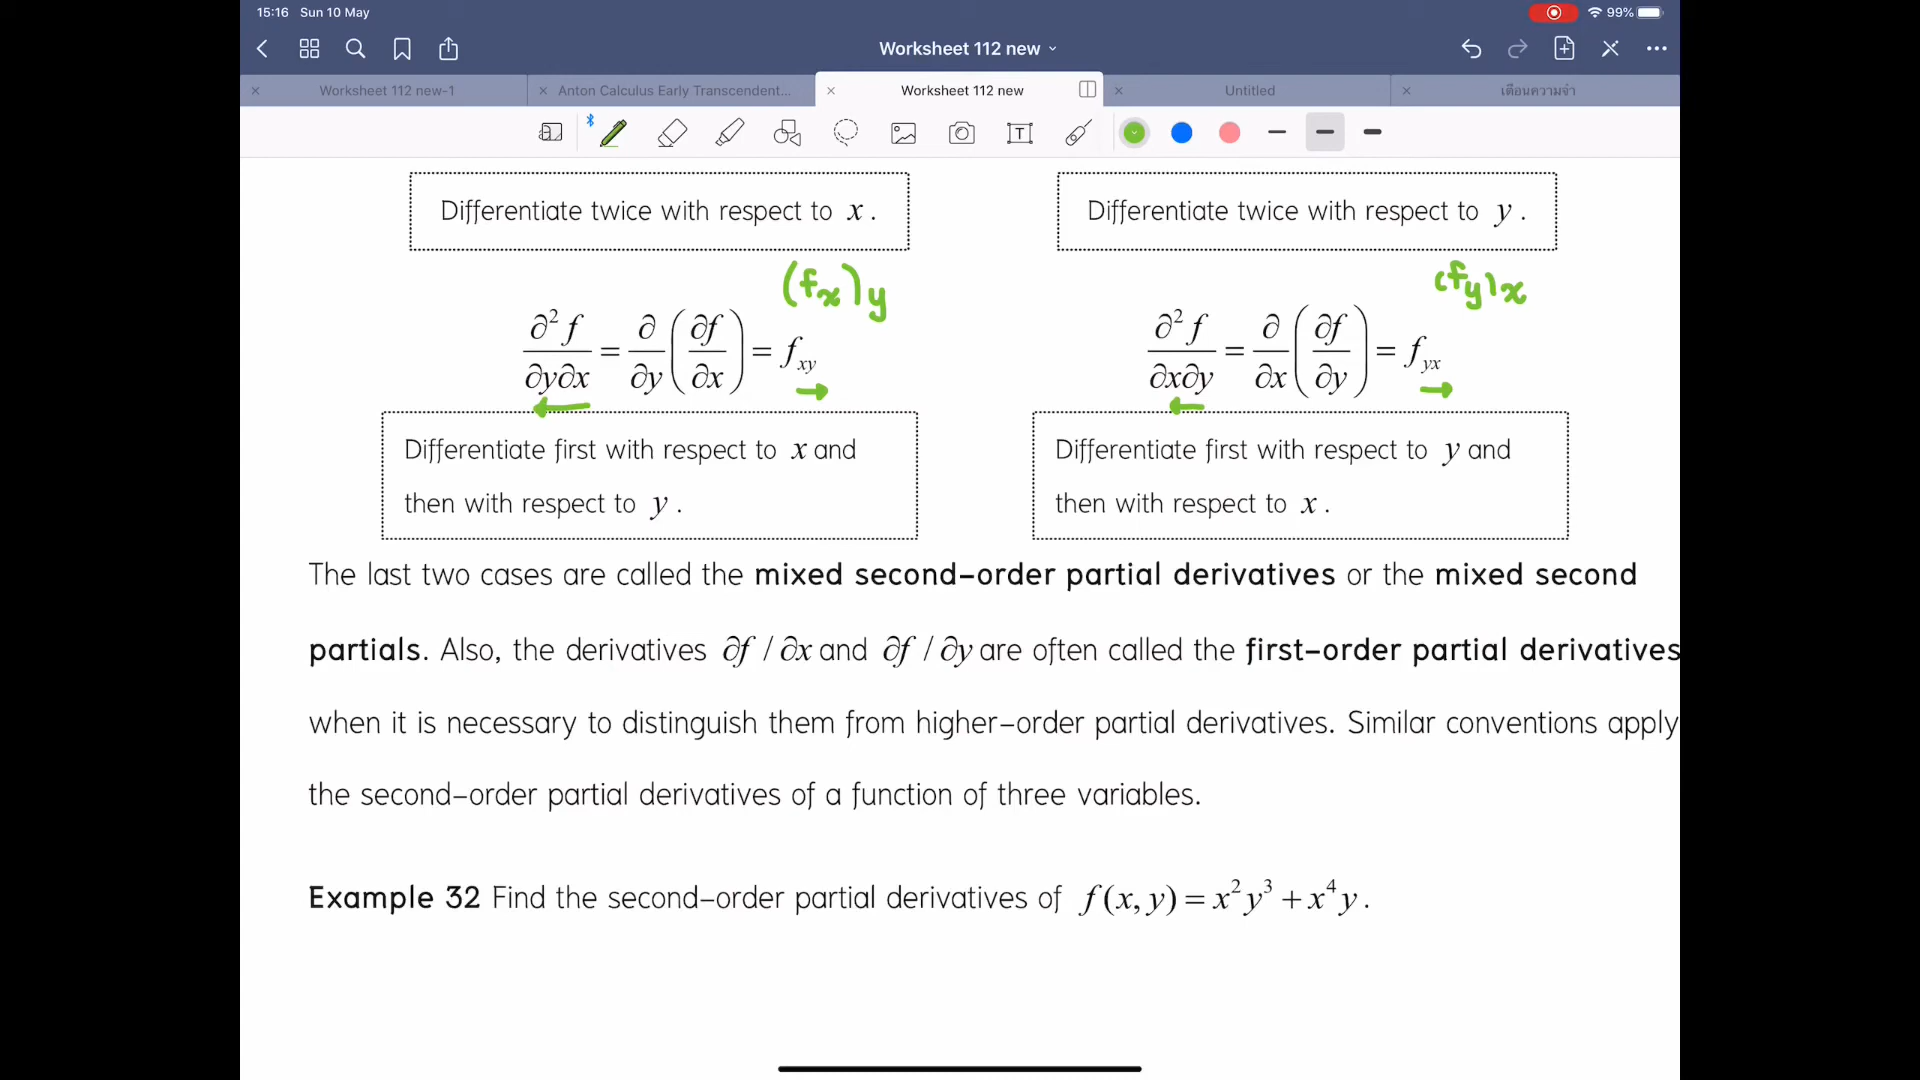 15:16 Sun 10 May 99%
Worksheet 112 new
Worksheet 112 new-1 Anton Calculus Early Transcendent... Worksheet 112 new Untitled เตือนความจำ
Differentiate twice with respect to x. Differentiate twice with respect to y.
(fx)y (fy)x
∂²f/∂y∂x = ∂/∂y (∂f/∂x) = f_xy ∂²f/∂x∂y = ∂/∂x (∂f/∂y) = f_yx
Differentiate first with respect to x and
then with respect to y.
Differentiate first with respect to y and
then with respect to x.
The last two cases are called the mixed second-order partial derivatives or the mixed second
partials. Also, the derivatives ∂f / ∂x and ∂f / ∂y are often called the first-order partial derivatives
when it is necessary to distinguish them from higher-order partial derivatives. Similar conventions apply
the second-order partial derivatives of a function of three variables.
Example 32 Find the second-order partial derivatives of f(x, y) = x²y³ + x⁴y.